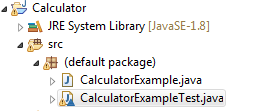 Calculator
JRE System Library [JavaSE-1.8]
src
(default package)
CalculatorExample.java
CalculatorExampleTest.java